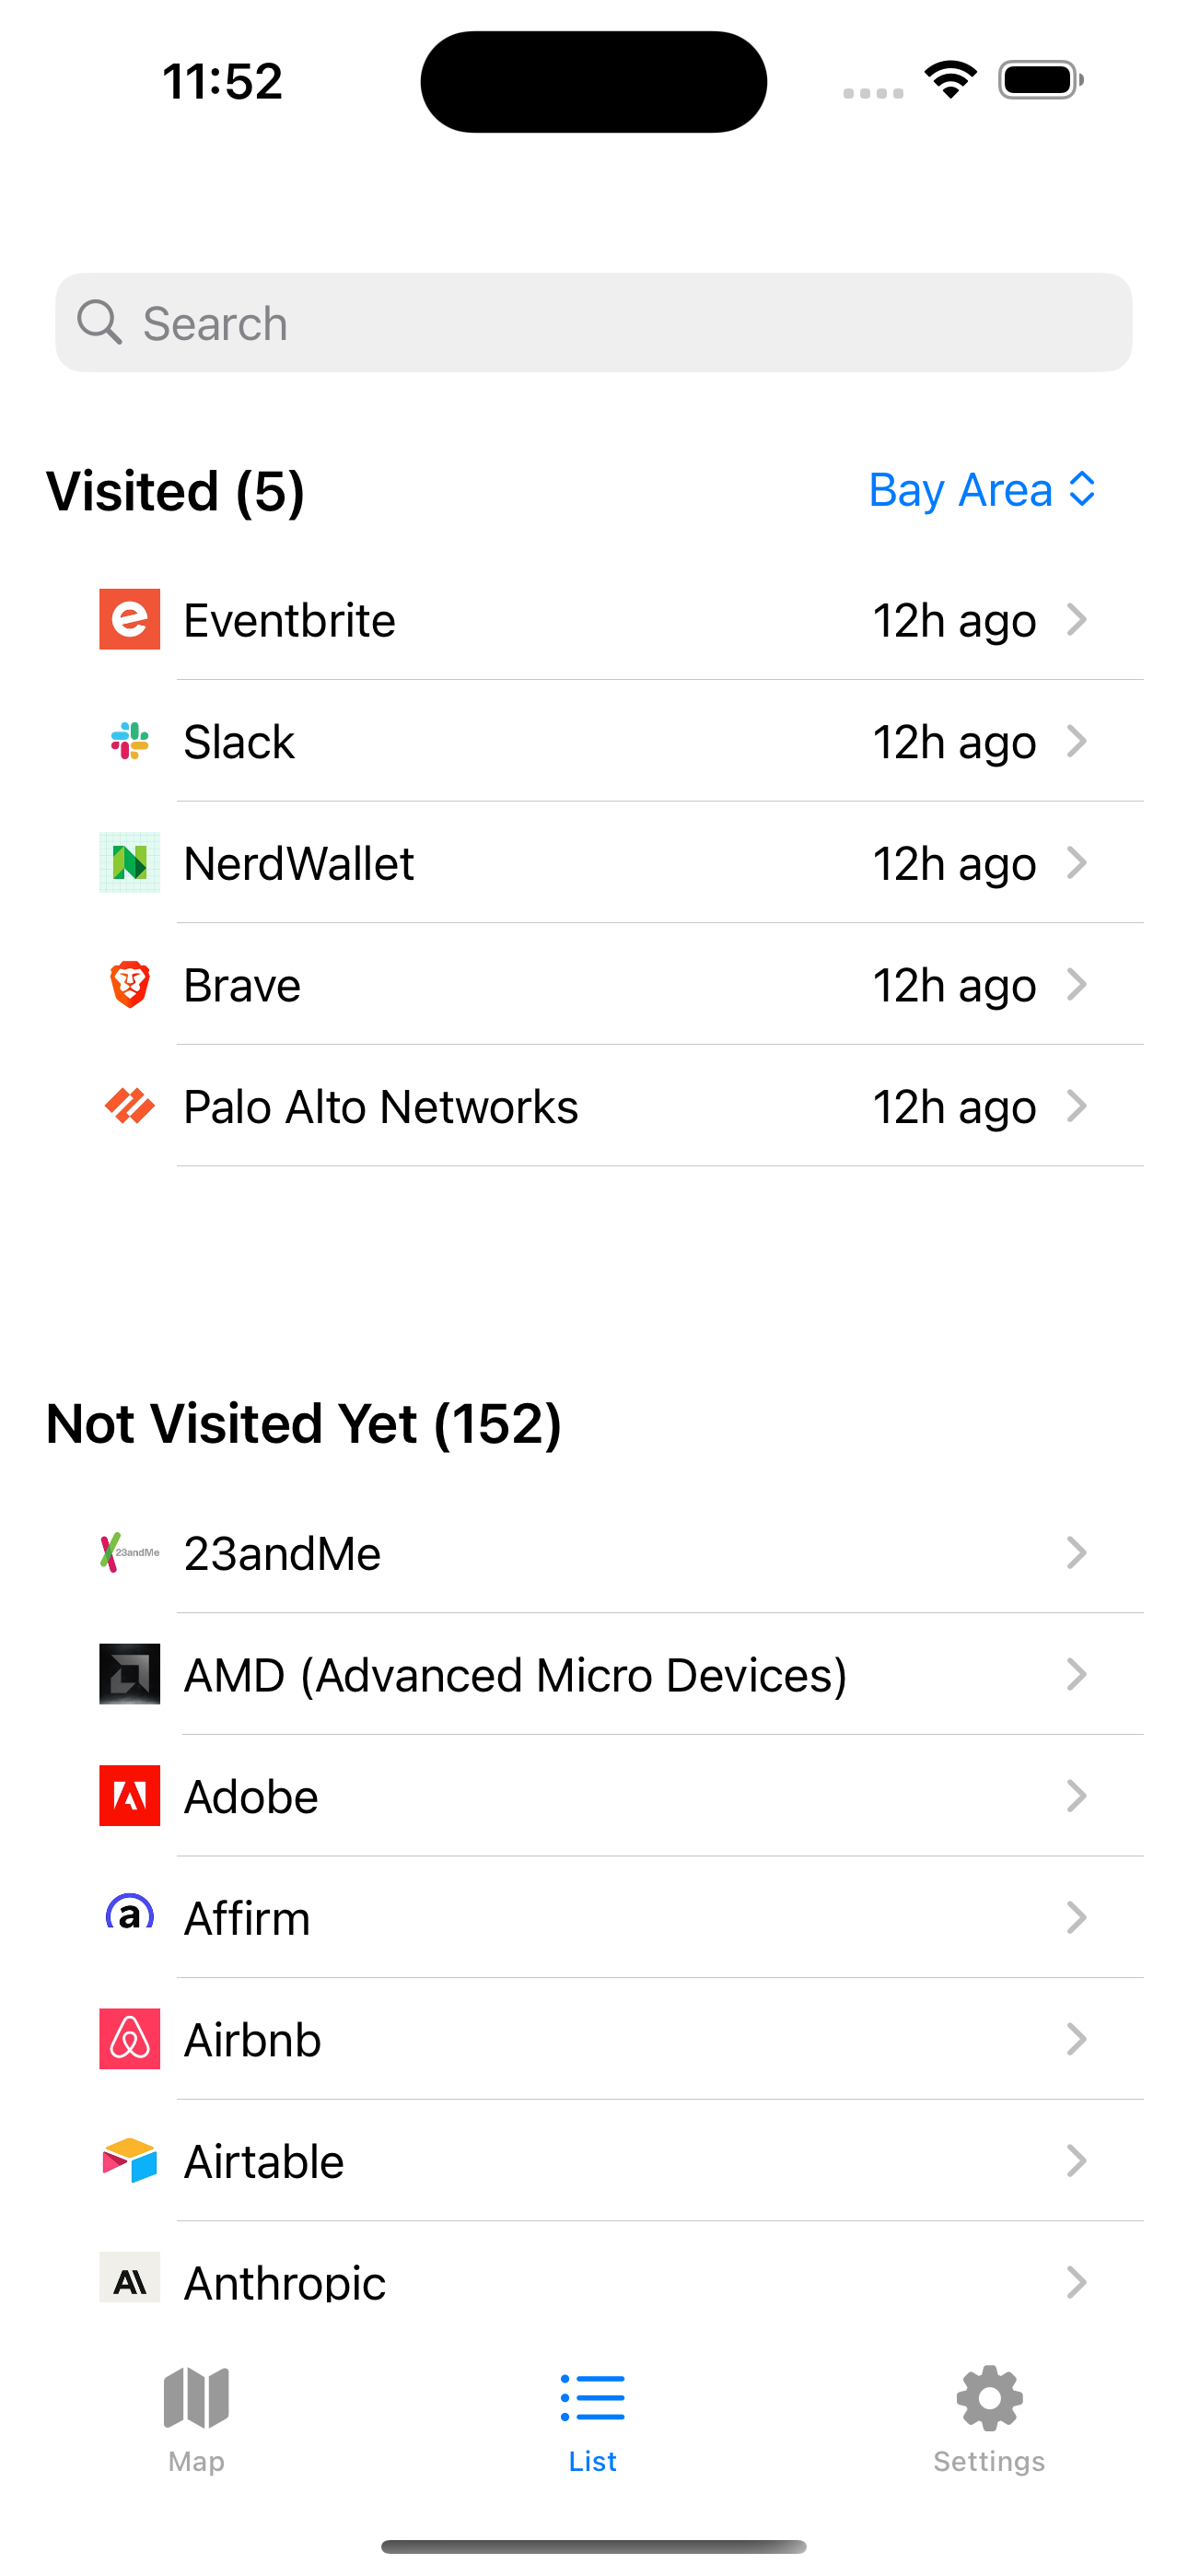 11:52
Search
Visited (5)
Bay Area
Eventbrite 12h ago
Slack 12h ago
NerdWallet 12h ago
Brave 12h ago
Palo Alto Networks 12h ago
Not Visited Yet (152)
23andMe 23andMe
AMD (Advanced Micro Devices)
Adobe
a Affirm
Airbnb
Airtable
Anthropic
Map List Settings